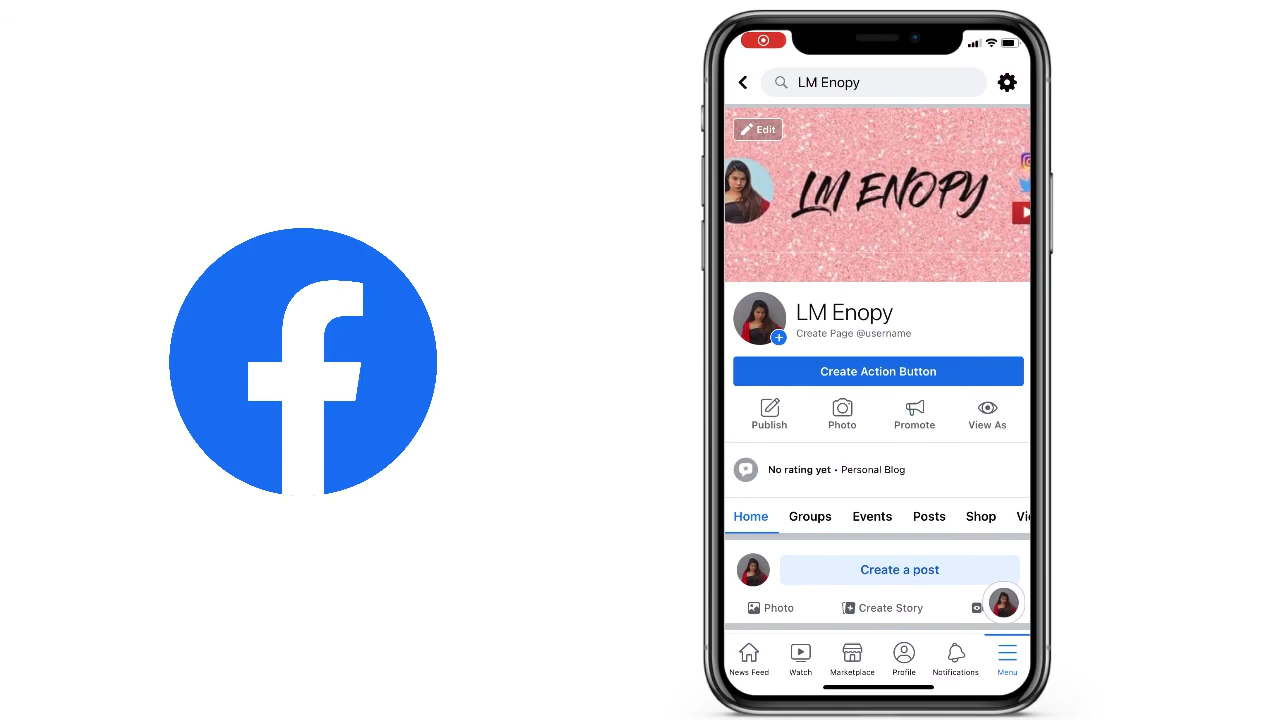 LM Enopy
Edit
LM ENOPY
LM Enopy
Create Page @username
Create Action Button
Publish
Photo
Promote
View As
No rating yet • Personal Blog
Home
Groups
Events
Posts
Shop
Vi
Create a post
Photo
Create Story
News Feed
Watch
Marketplace
Profile
Notifications
Menu